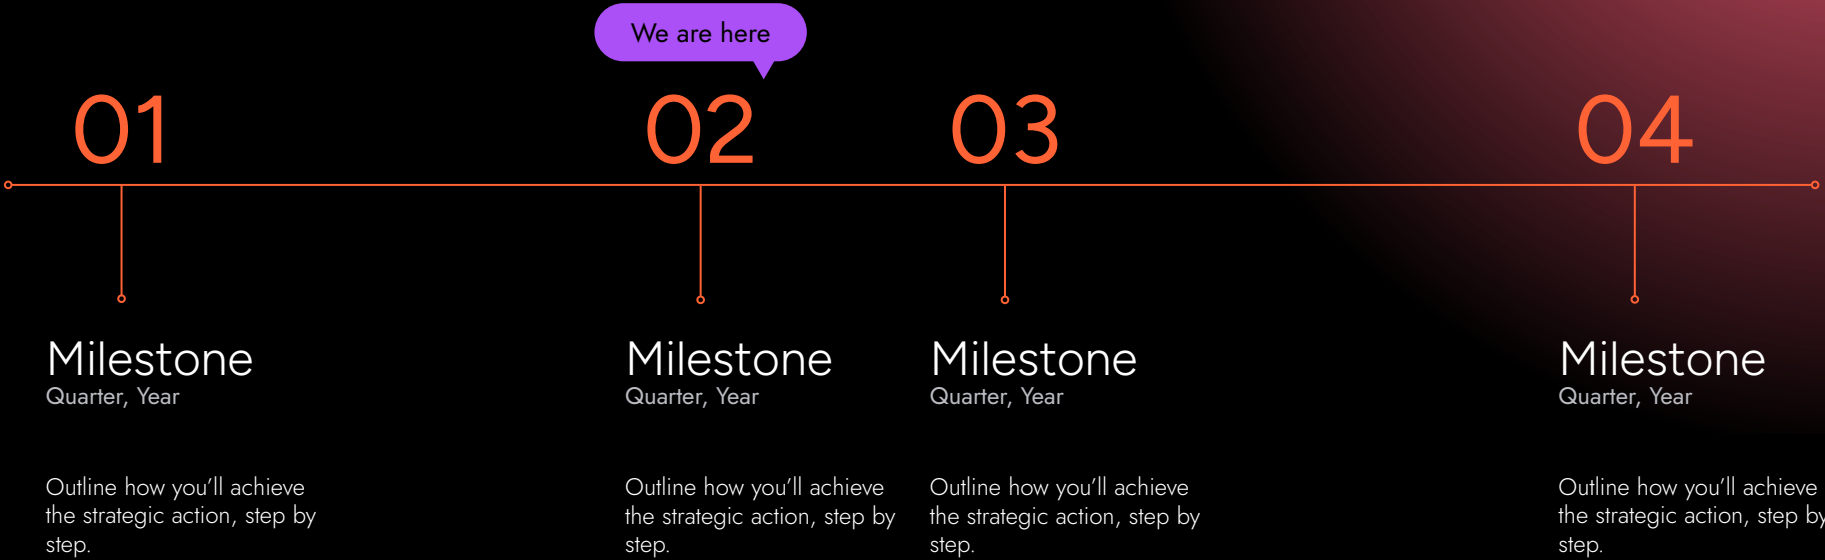 We are here
01
02
03
04
Milestone
Quarter, Year
Outline how you’ll achieve
the strategic action, step by
step.
Milestone
Quarter, Year
Outline how you’ll achieve
the strategic action, step by
step.
Milestone
Quarter, Year
Outline how you’ll achieve
the strategic action, step by
step.
Milestone
Quarter, Year
Outline how you’ll achieve
the strategic action, step by
step.